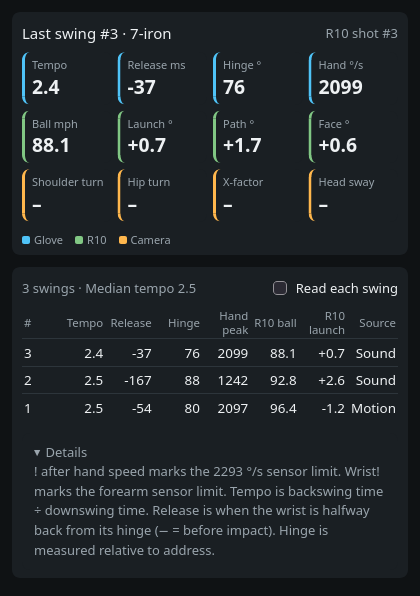 Last swing #3 · 7-iron
R10 shot #3
Tempo
2.4
Release ms
-37
Hinge °
76
Hand °/s
2099
Ball mph
88.1
Launch °
+0.7
Path °
+1.7
Face °
+0.6
Shoulder turn
–
Hip turn
–
X-factor
–
Head sway
–
Glove R10 Camera
3 swings · Median tempo 2.5
Read each swing
# Tempo Release Hinge Hand peak R10 ball R10 launch Source
3 2.4 -37 76 2099 88.1 +0.7 Sound
2 2.5 -167 88 1242 92.8 +2.6 Sound
1 2.5 -54 80 2097 96.4 -1.2 Motion
▾ Details
! after hand speed marks the 2293 °/s sensor limit. Wrist!
marks the forearm sensor limit. Tempo is backswing time
÷ downswing time. Release is when the wrist is halfway
back from its hinge (− = before impact). Hinge is
measured relative to address.